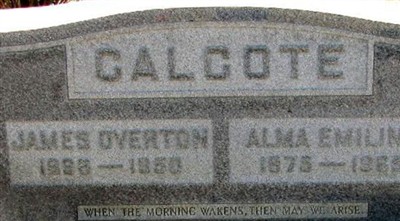 CALCOTE
JAMES OVERTON
ALMA EMILIN
WHEN THE MORNING WAKENS, THEN MAY WE ARISE.